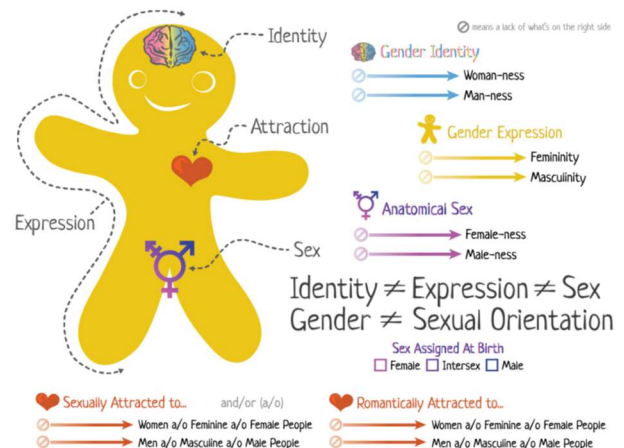 Identity
Attraction
Expression
Sex
means a lack of what's on the right side
Gender Identity
Woman-ness
Man-ness
Gender Expression
Femininity
Masculinity
Anatomical Sex
Female-ness
Male-ness
Identity ≠ Expression ≠ Sex
Gender ≠ Sexual Orientation
Sex Assigned At Birth
Female Intersex Male
Sexually Attracted to... and/or (a/o)
Women a/o Feminine a/o Female People
Men a/o Masculine a/o Male People
Romantically Attracted to...
Women a/o Feminine a/o Female People
Men a/o Masculine a/o Male People